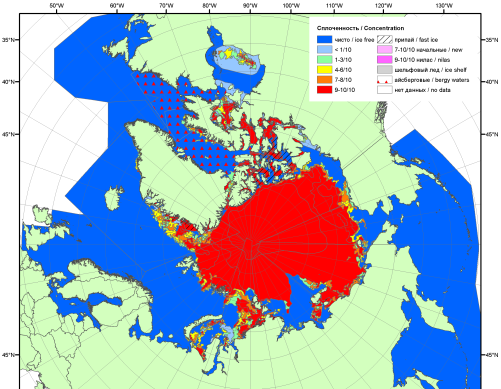 50°W 60°W 70°W 80°W 90°W 100°W 110°W 120°W 130°W
35°N
40°N
45°N
45°N
35°N
40°N
45°N
45°N
Сплоченность / Concentration
чисто / ice free
< 1/10
1-3/10
4-6/10
7-8/10
9-10/10
припай / fast ice
7-10/10 начальные / new
9-10/10 нилас / nilas
шельфовый лед / ice shelf
айсберговые / bergy waters
нет данных / no data